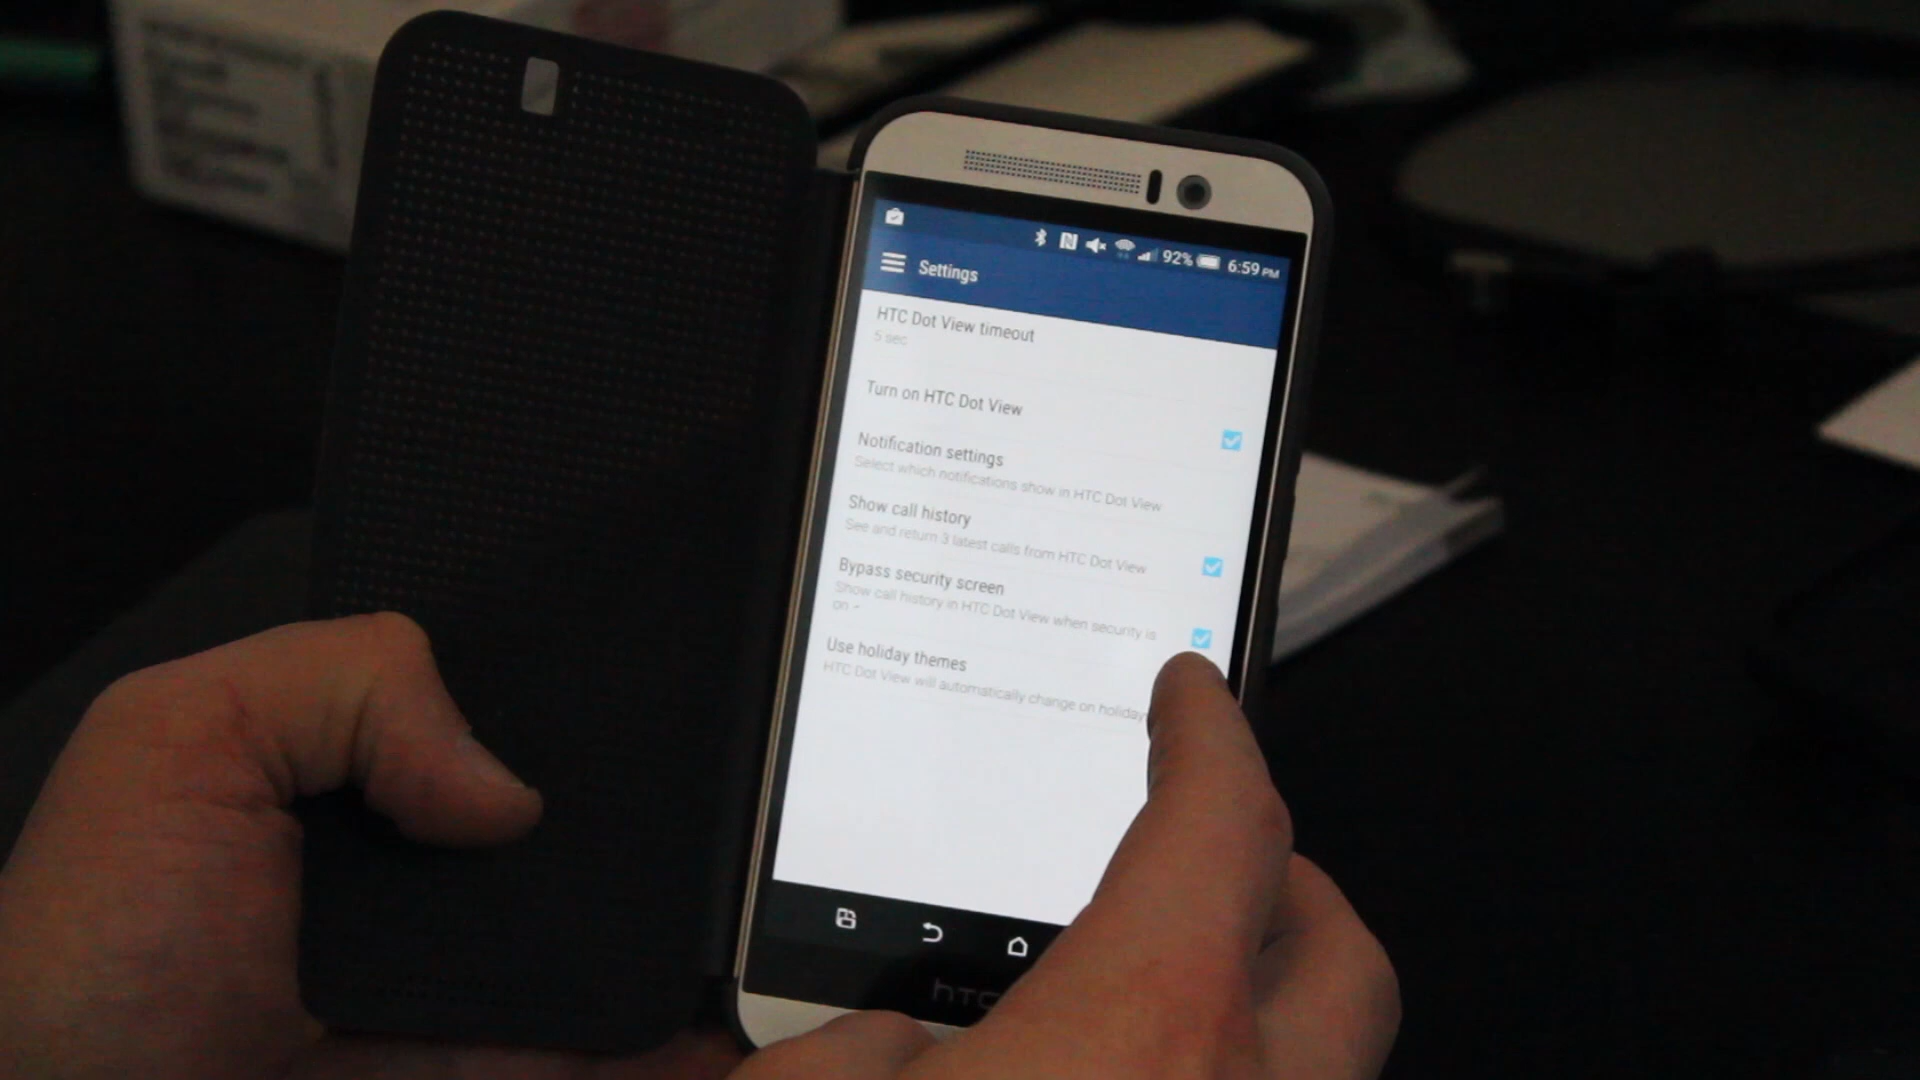 92% 6:59 PM
Settings
HTC Dot View timeout
5 sec
Turn on HTC Dot View
Notification settings
Select which notifications show in HTC Dot View
Show call history
See and return 3 latest calls from HTC Dot View
Bypass security screen
Show call history in HTC Dot View when security is
on
Use holiday themes
HTC Dot View will automatically change on holiday
hTC